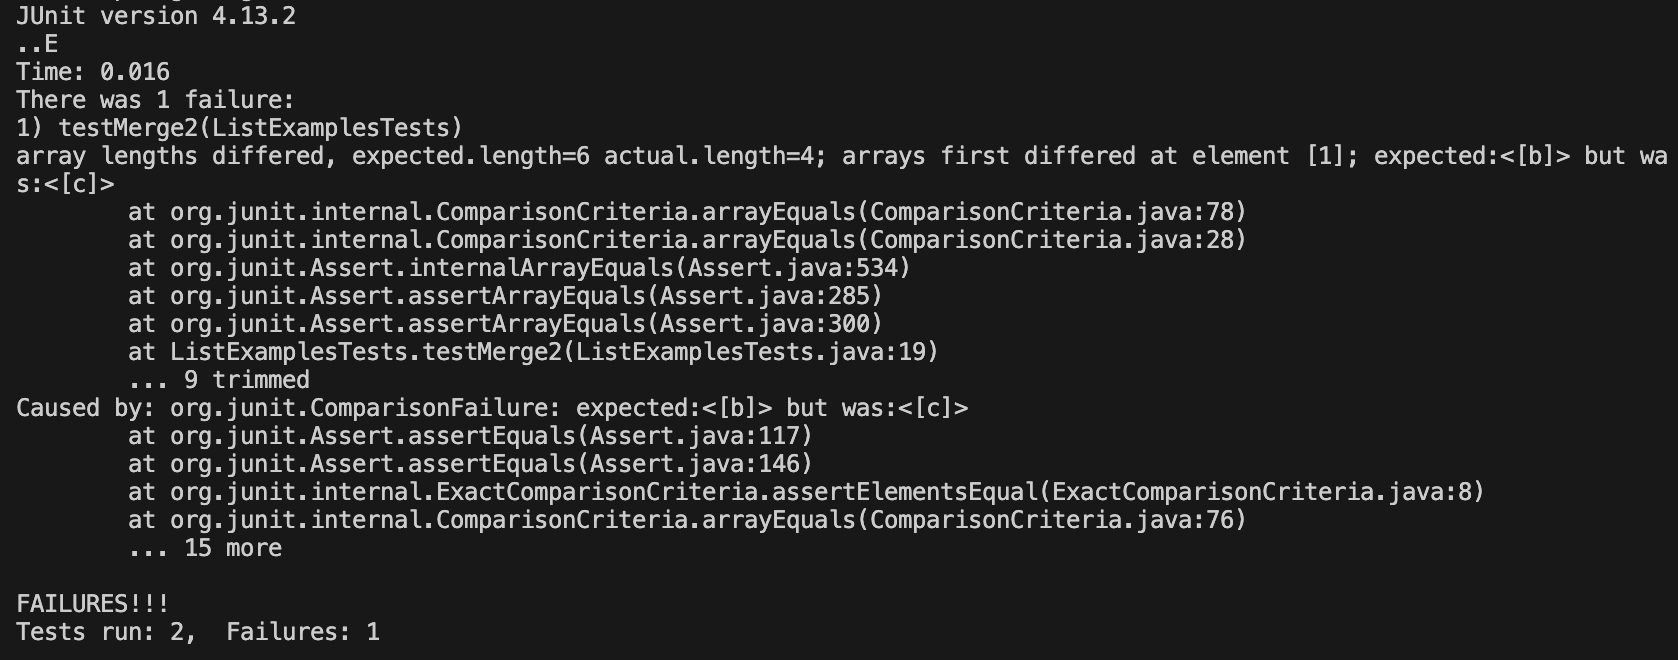 JUnit version 4.13.2
..E
Time: 0.016
There was 1 failure:
1) testMerge2(ListExamplesTests)
array lengths differed, expected.length=6 actual.length=4; arrays first differed at element [1]; expected:<[b]> but wa
s:<[c]>
        at org.junit.internal.ComparisonCriteria.arrayEquals(ComparisonCriteria.java:78)
        at org.junit.internal.ComparisonCriteria.arrayEquals(ComparisonCriteria.java:28)
        at org.junit.Assert.internalArrayEquals(Assert.java:534)
        at org.junit.Assert.assertArrayEquals(Assert.java:285)
        at org.junit.Assert.assertArrayEquals(Assert.java:300)
        at ListExamplesTests.testMerge2(ListExamplesTests.java:19)
        ... 9 trimmed
Caused by: org.junit.ComparisonFailure: expected:<[b]> but was:<[c]>
        at org.junit.Assert.assertEquals(Assert.java:117)
        at org.junit.Assert.assertEquals(Assert.java:146)
        at org.junit.internal.ExactComparisonCriteria.assertElementsEqual(ExactComparisonCriteria.java:8)
        at org.junit.internal.ComparisonCriteria.arrayEquals(ComparisonCriteria.java:76)
        ... 15 more

FAILURES!!!
Tests run: 2,  Failures: 1